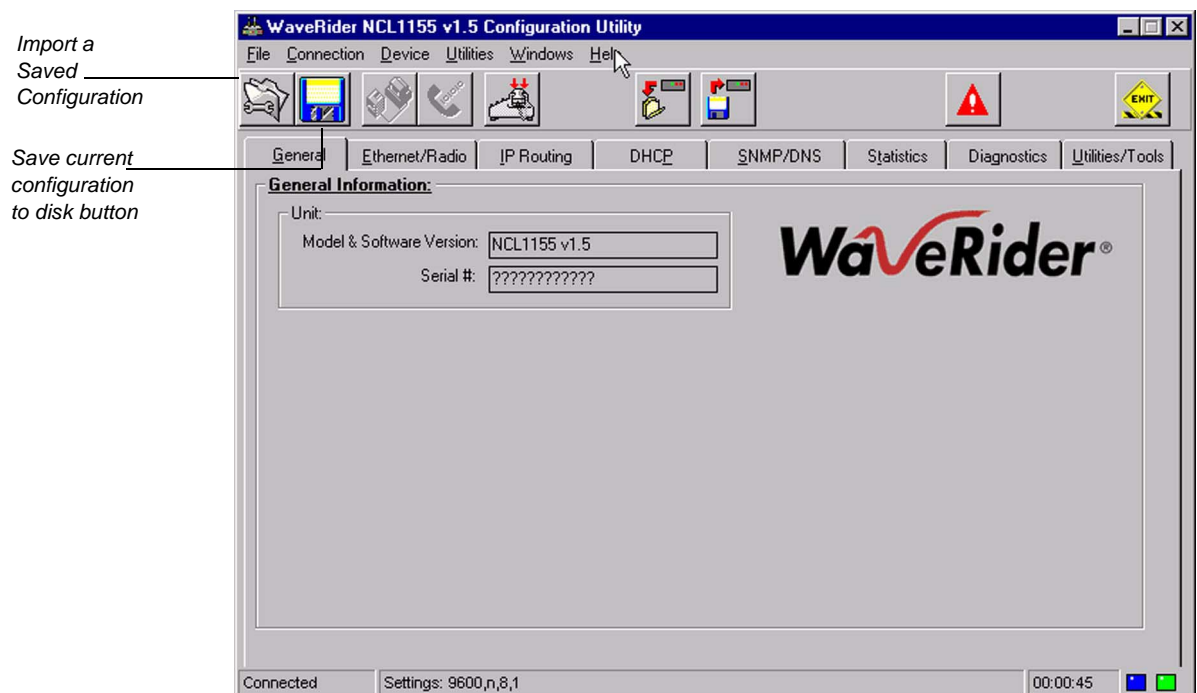 Import a
Saved
Configuration
Save current
configuration
to disk button
WaveRider NCL1155 v1.5 Configuration Utility
File Connection Device Utilities Windows Help
EXIT
General Ethernet/Radio IP Routing DHCP SNMP/DNS Statistics Diagnostics Utilities/Tools
General Information:
Unit:
Model & Software Version: NCL1155 v1.5
Serial #: ????????????
WaveRider®
Connected Settings: 9600,n,8,1 00:00:45